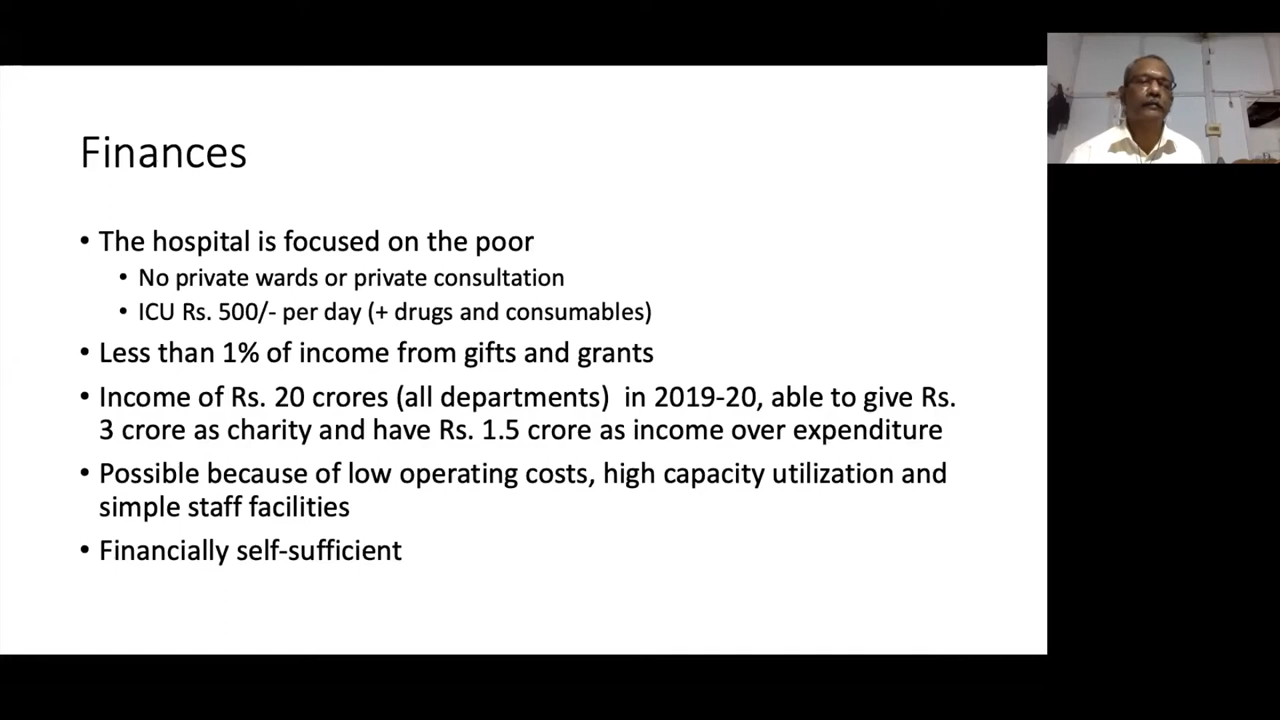 Finances
• The hospital is focused on the poor
• No private wards or private consultation
• ICU Rs. 500/- per day (+ drugs and consumables)
• Less than 1% of income from gifts and grants
• Income of Rs. 20 crores (all departments)  in 2019-20, able to give Rs.
3 crore as charity and have Rs. 1.5 crore as income over expenditure
• Possible because of low operating costs, high capacity utilization and
simple staff facilities
• Financially self-sufficient